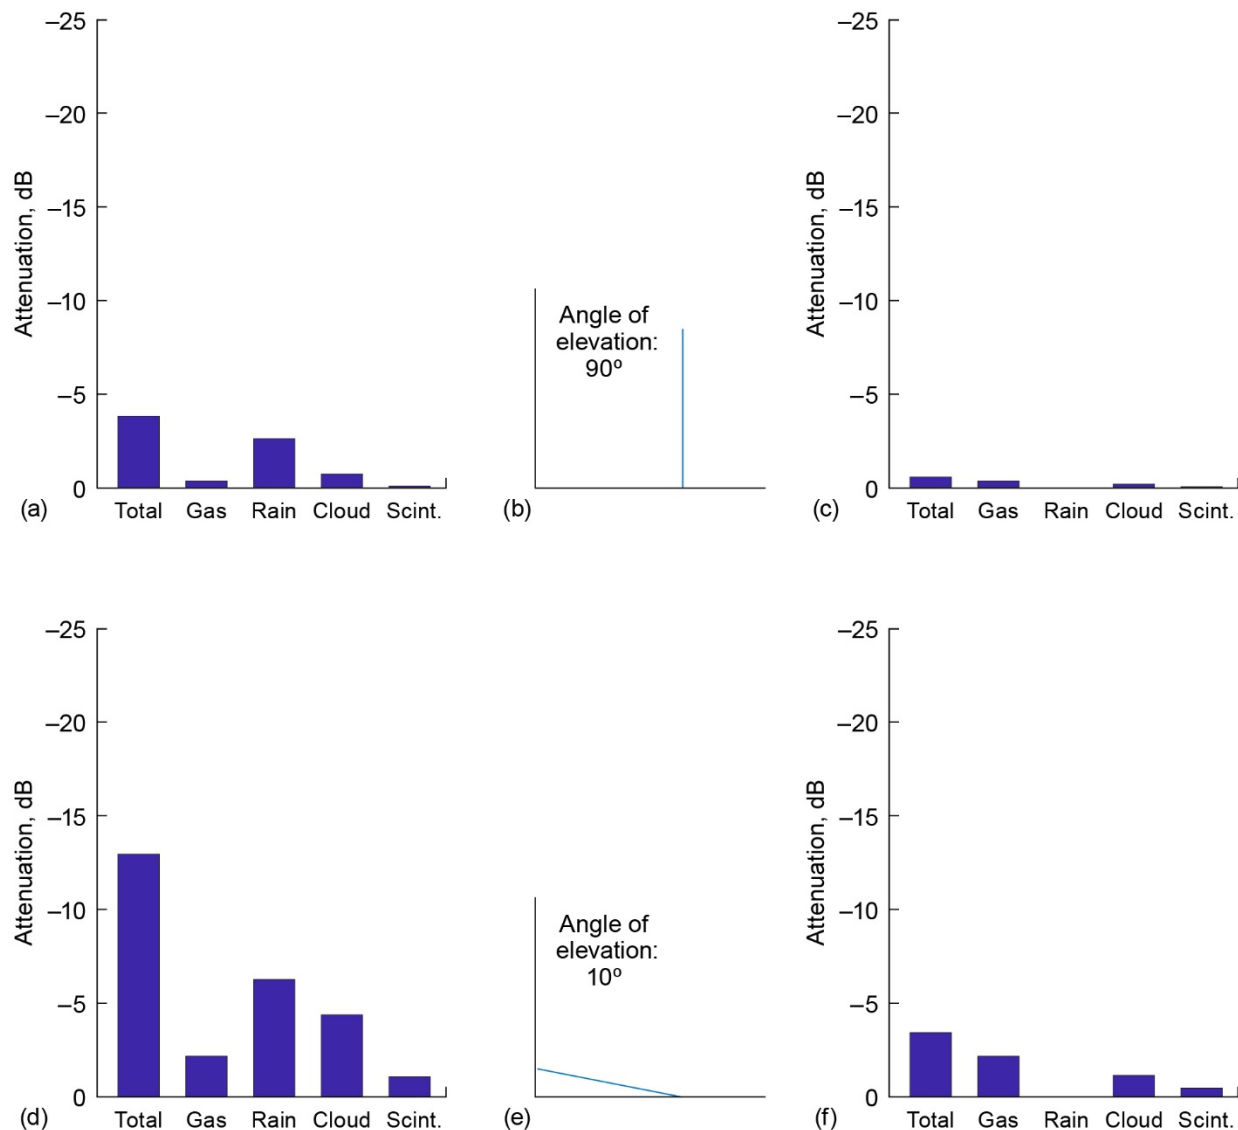 Attenuation, dB
–25
–20
–15
–10
–5
0
(a)
Total Gas Rain Cloud Scint.
Angle of
elevation:
90º
(b)
Attenuation, dB
–25
–20
–15
–10
–5
0
(c)
Total Gas Rain Cloud Scint.
Attenuation, dB
–25
–20
–15
–10
–5
0
(d)
Total Gas Rain Cloud Scint.
Angle of
elevation:
10º
(e)
Attenuation, dB
–25
–20
–15
–10
–5
0
(f)
Total Gas Rain Cloud Scint.